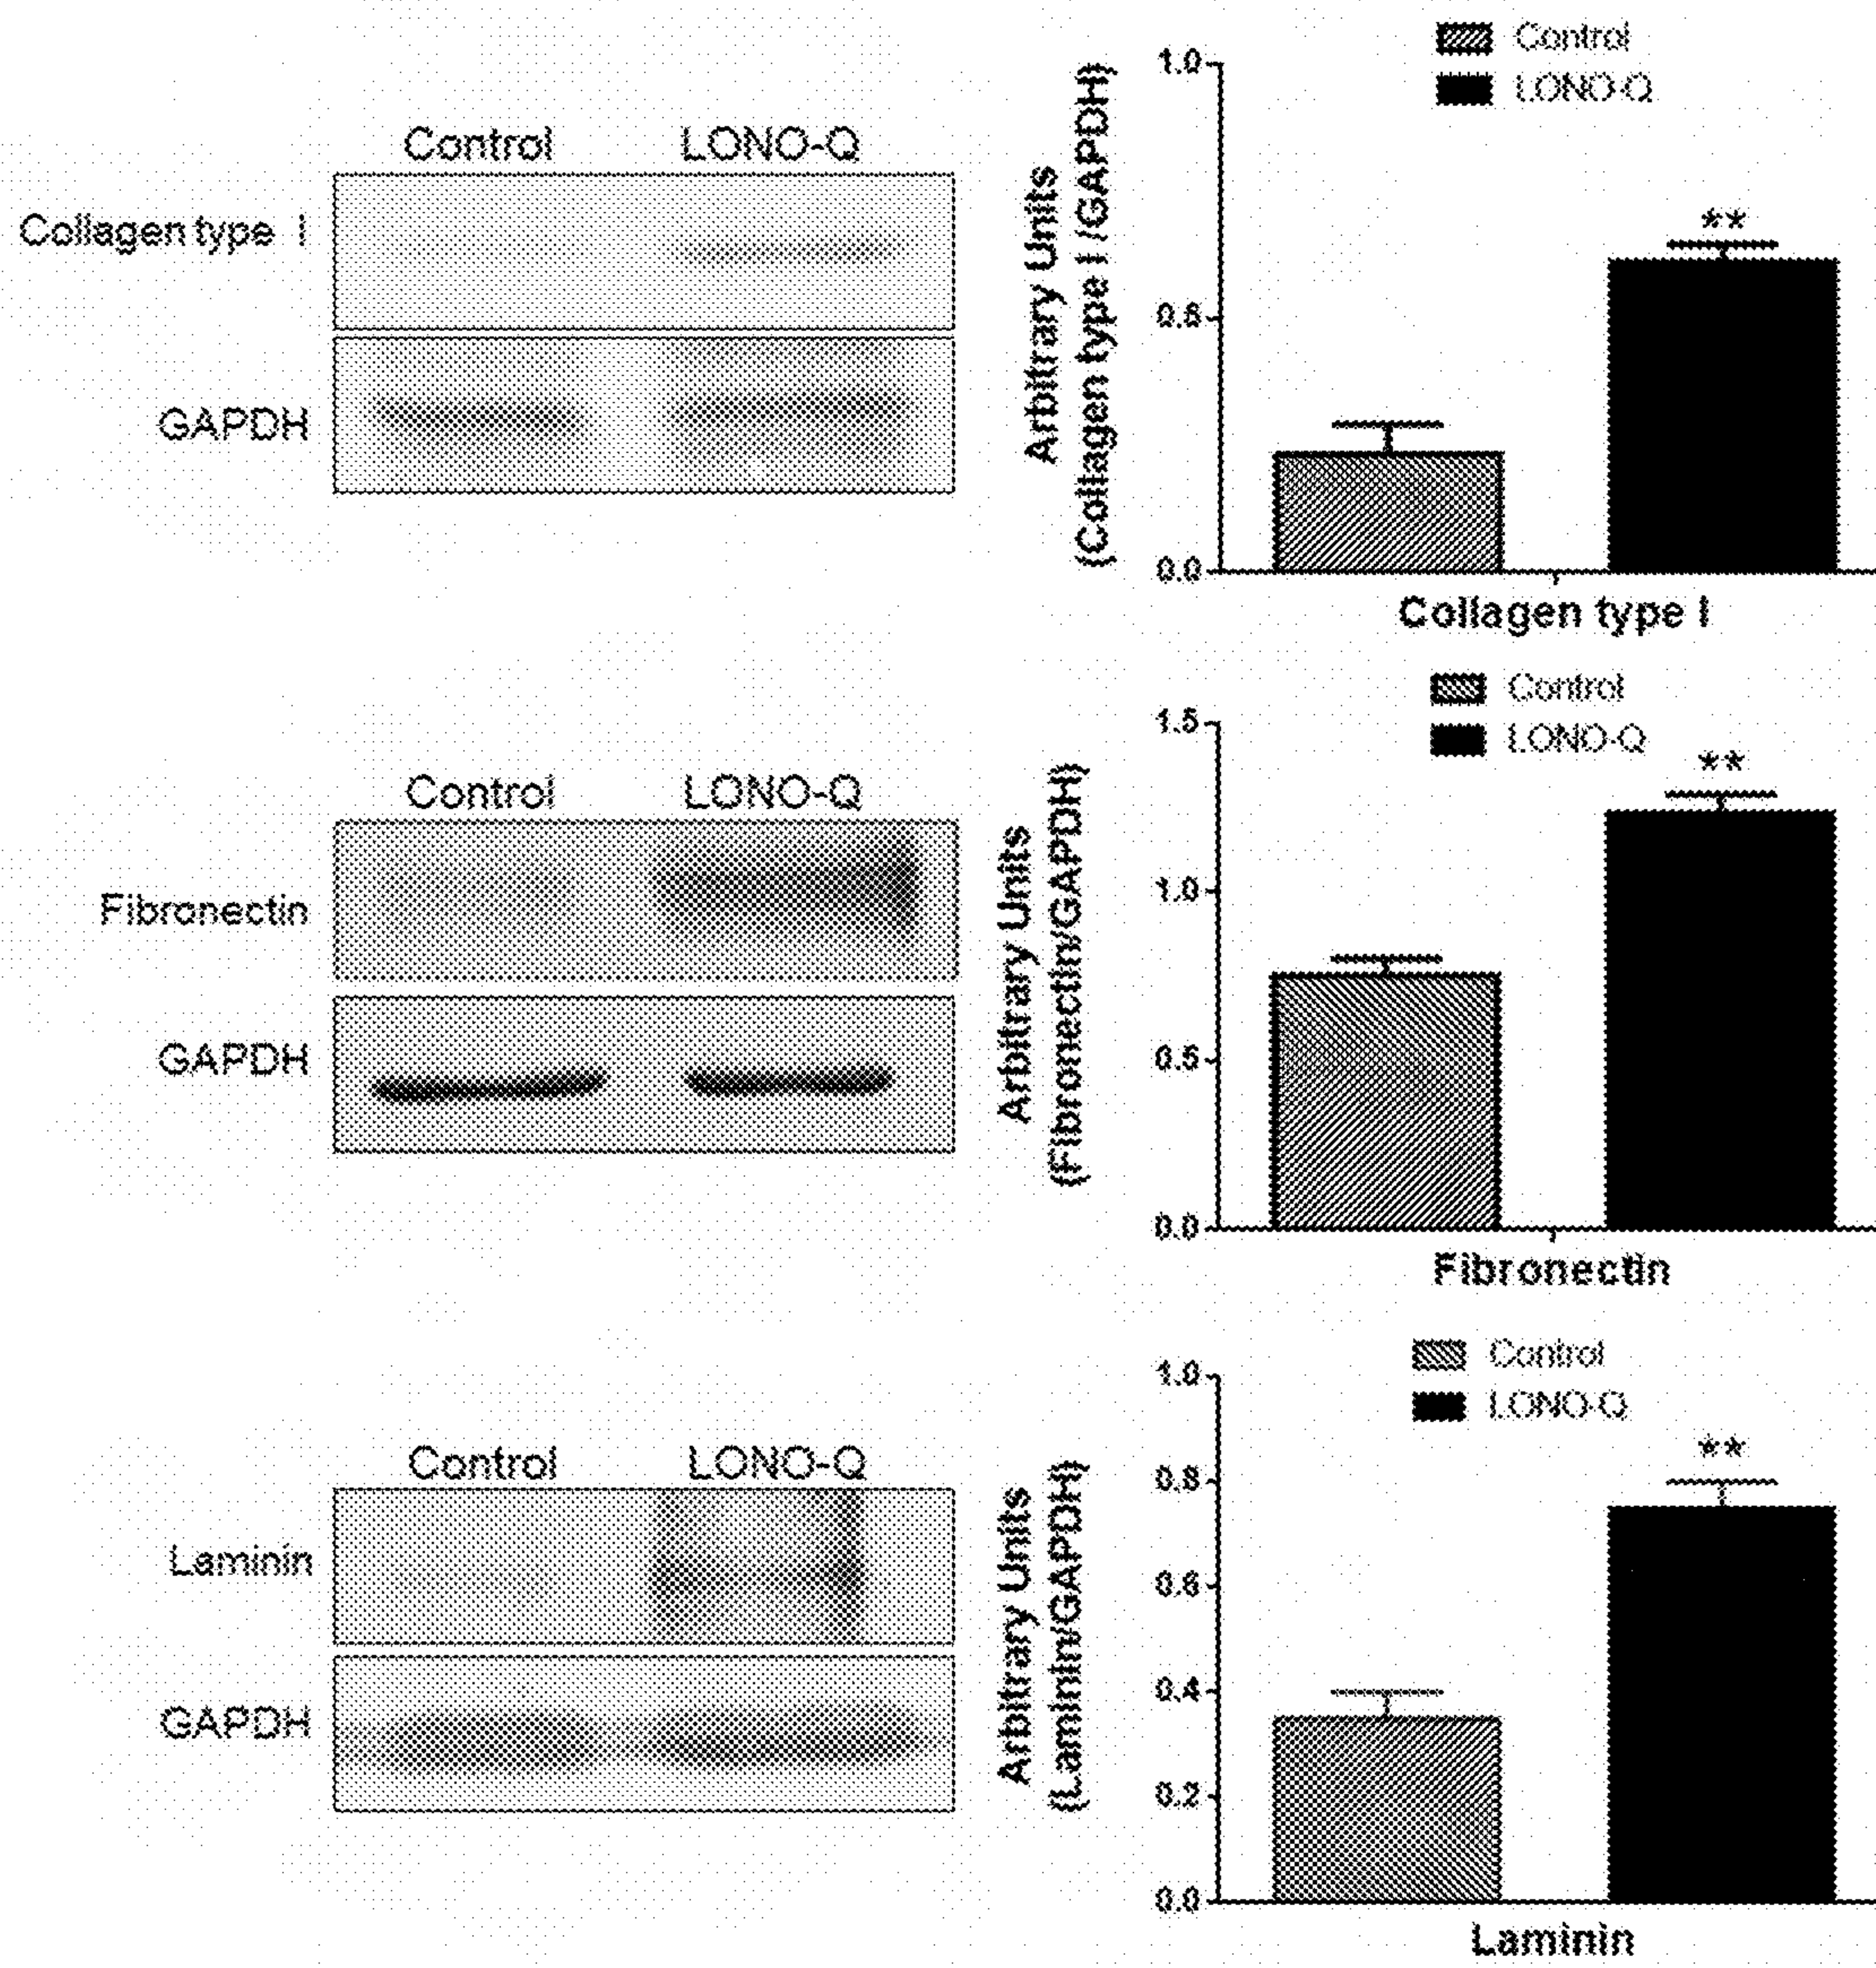 Control LONO-Q
Collagen type I
GAPDH
Control
LONO-Q
1.0
0.5
0.0
Arbitrary Units
(Collagen type I /GAPDH)
**
Collagen type I
Control LONO-Q
Fibronectin
GAPDH
Control
LONO-Q
1.5
1.0
0.5
0.0
Arbitrary Units
(Fibronectin/GAPDH)
**
Fibronectin
Control LONO-Q
Laminin
GAPDH
Control
LONO-Q
1.0
0.8
0.6
0.4
0.2
0.0
Arbitrary Units
(Laminin/GAPDH)
**
Laminin